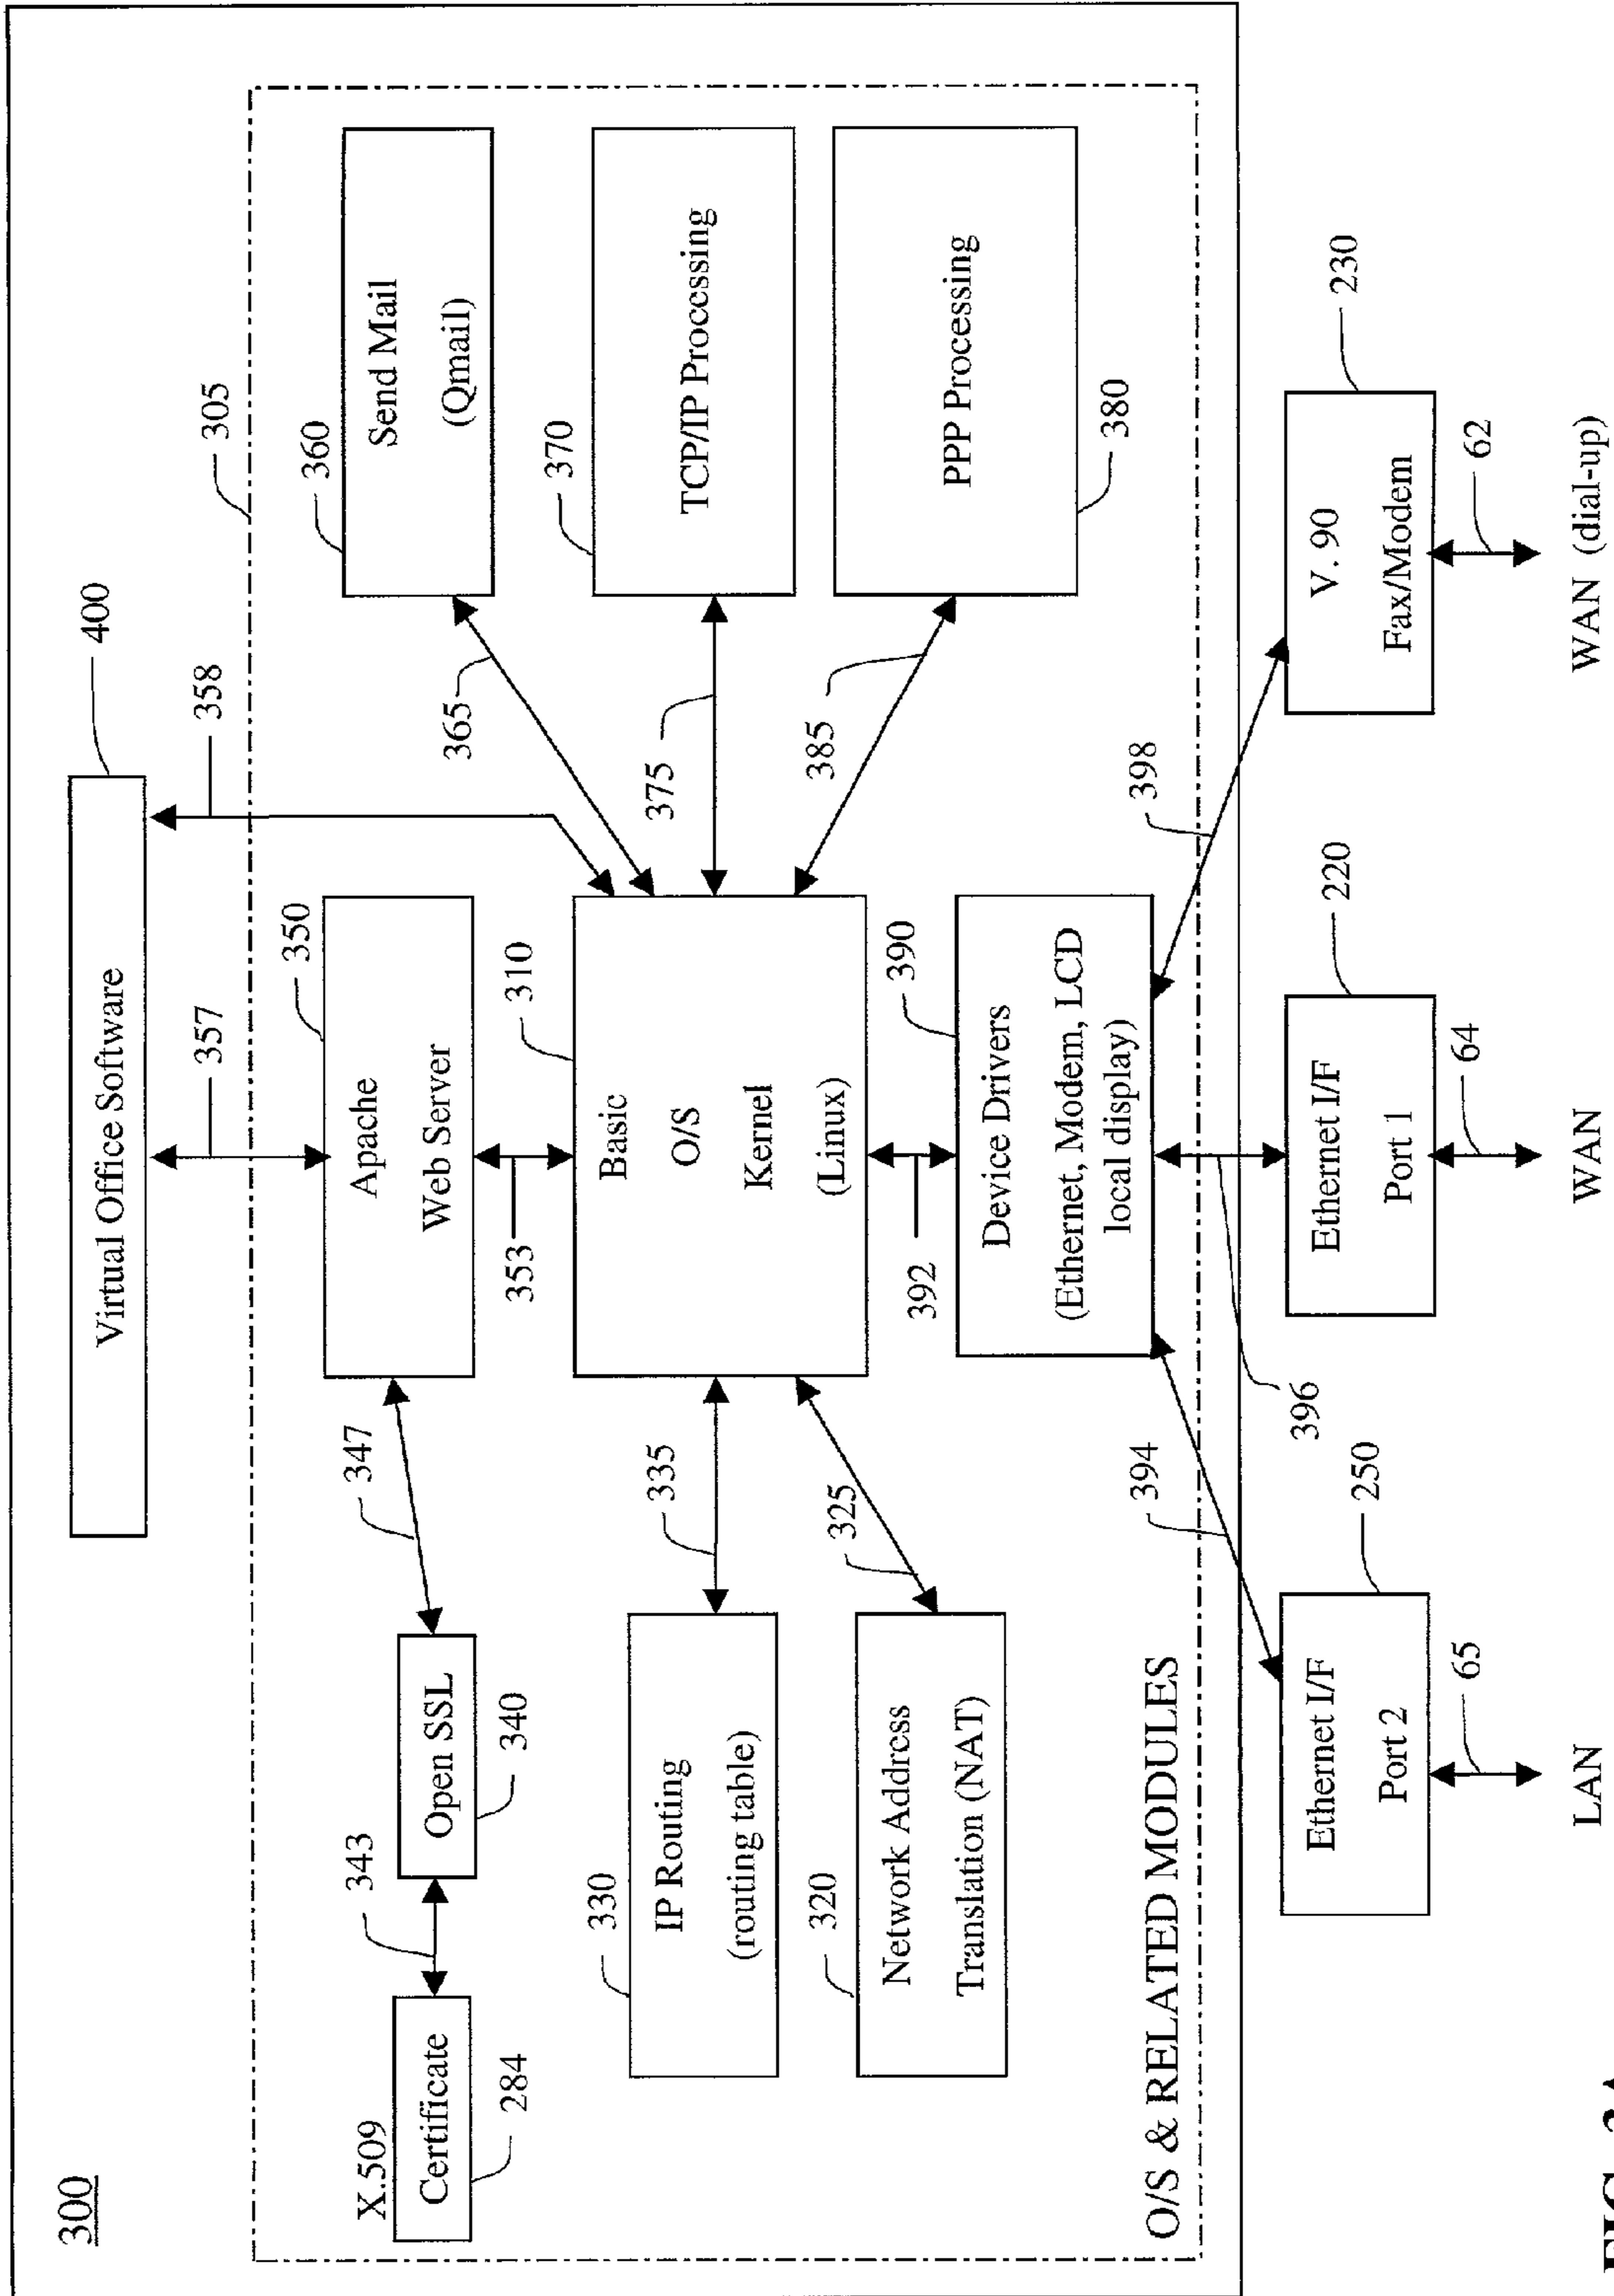 300
Virtual Office Software
400
357
358
305
X.509
Certificate
284
343
Open SSL
340
347
Apache
Web Server
350
353
Send Mail
(Qmail)
360
365
IP Routing
(routing table)
330
335
Basic
O/S
Kernel
(Linux)
310
TCP/IP Processing
370
375
Network Address
Translation (NAT)
320
325
PPP Processing
380
385
392
Device Drivers
(Ethernet, Modem, LCD
local display)
390
O/S & RELATED MODULES
394
396
398
Ethernet I/F
Port 2
250
65
LAN
Ethernet I/F
Port 1
220
64
WAN
V. 90
Fax/Modem
230
62
WAN (dial-up)